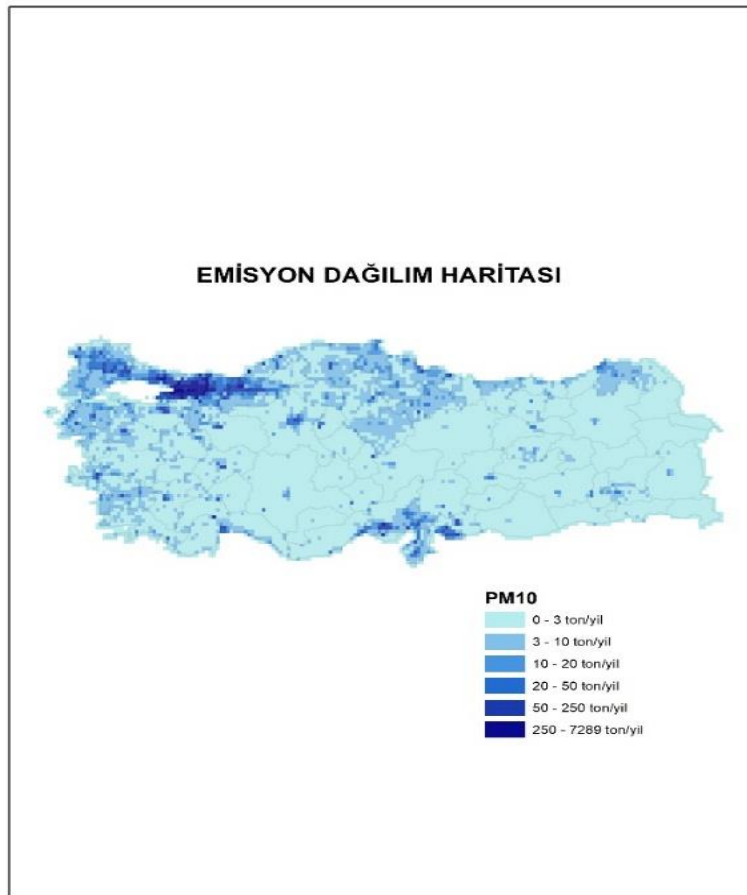 EMİSYON DAĞILIM HARİTASI
PM10
0 - 3 ton/yil
3 - 10 ton/yil
10 - 20 ton/yil
20 - 50 ton/yil
50 - 250 ton/yil
250 - 7289 ton/yil